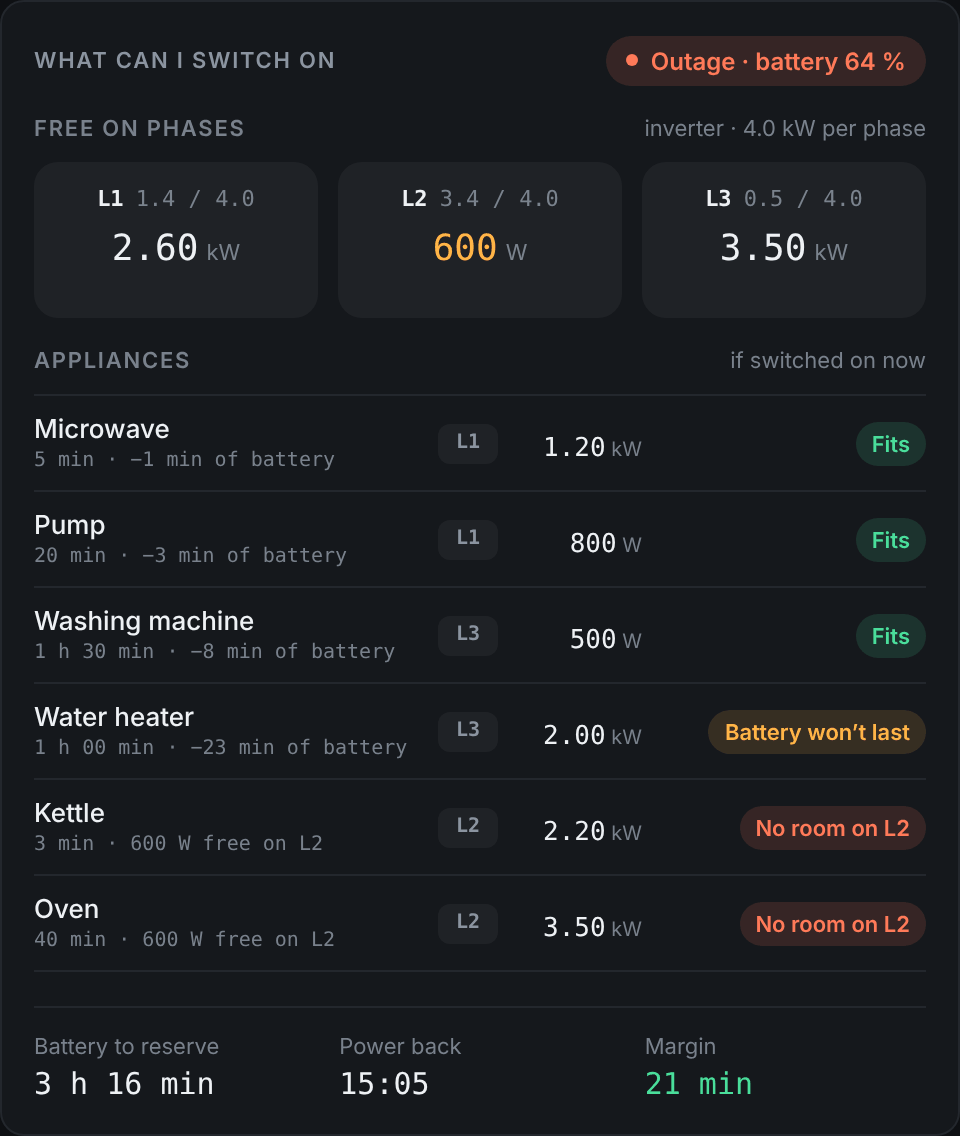 WHAT CAN I SWITCH ON
Outage · battery 64 %
FREE ON PHASES
inverter · 4.0 kW per phase
L1 1.4 / 4.0
2.60 kW
L2 3.4 / 4.0
600 W
L3 0.5 / 4.0
3.50 kW
APPLIANCES
if switched on now
Microwave
5 min · −1 min of battery
L1
1.20 kW
Fits
Pump
20 min · −3 min of battery
L1
800 W
Fits
Washing machine
1 h 30 min · −8 min of battery
L3
500 W
Fits
Water heater
1 h 00 min · −23 min of battery
L3
2.00 kW
Battery won’t last
Kettle
3 min · 600 W free on L2
L2
2.20 kW
No room on L2
Oven
40 min · 600 W free on L2
L2
3.50 kW
No room on L2
Battery to reserve
3 h 16 min
Power back
15:05
Margin
21 min